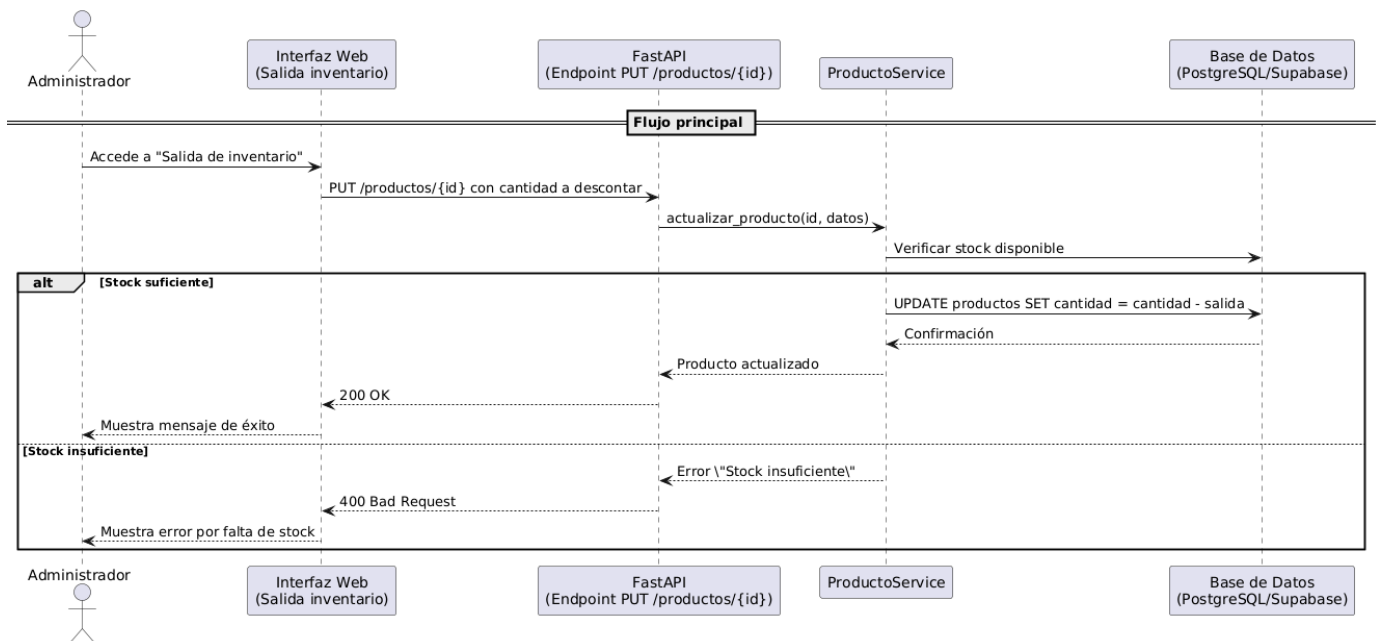 Administrador
Interfaz Web
(Salida inventario)
FastAPI
(Endpoint PUT /productos/{id})
ProductoService
Base de Datos
(PostgreSQL/Supabase)
Flujo principal
Accede a "Salida de inventario"
PUT /productos/{id} con cantidad a descontar
actualizar_producto(id, datos)
Verificar stock disponible
alt
[Stock suficiente]
UPDATE productos SET cantidad = cantidad - salida
Confirmación
Producto actualizado
200 OK
Muestra mensaje de éxito
[Stock insuficiente]
Error \"Stock insuficiente\"
400 Bad Request
Muestra error por falta de stock
Administrador
Interfaz Web
(Salida inventario)
FastAPI
(Endpoint PUT /productos/{id})
ProductoService
Base de Datos
(PostgreSQL/Supabase)